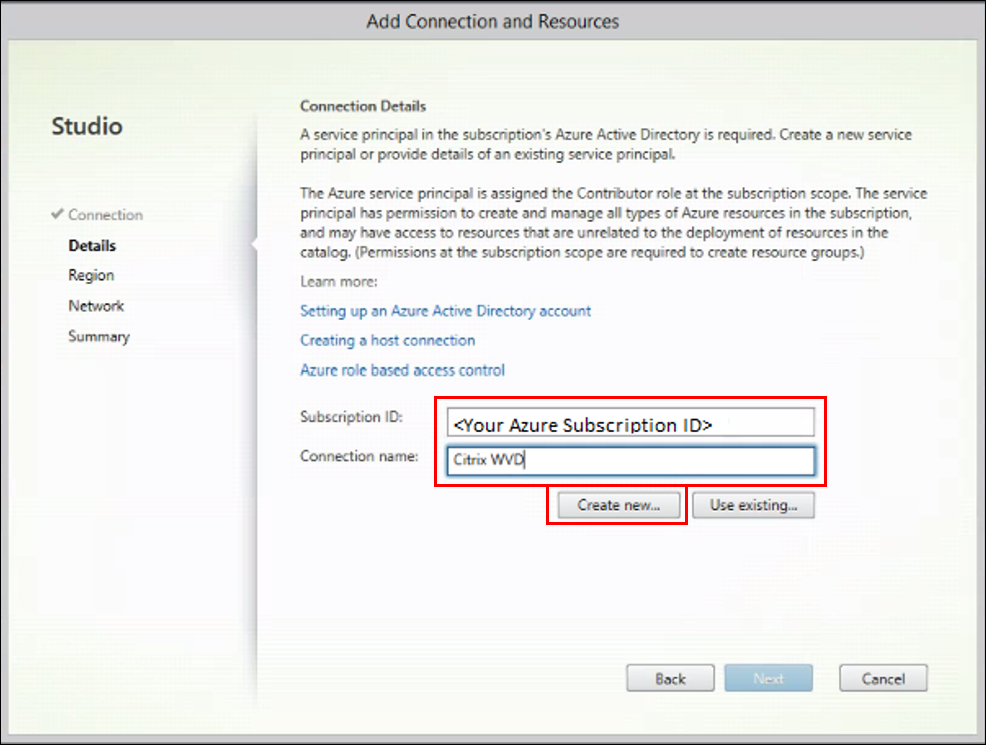 Add Connection and Resources
Studio
Connection
Details
Region
Network
Summary
Connection Details
A service principal in the subscription's Azure Active Directory is required. Create a new service
principal or provide details of an existing service principal.
The Azure service principal is assigned the Contributor role at the subscription scope. The service
principal has permission to create and manage all types of Azure resources in the subscription,
and may have access to resources that are unrelated to the deployment of resources in the
catalog. (Permissions at the subscription scope are required to create resource groups.)
Learn more:
Setting up an Azure Active Directory account
Creating a host connection
Azure role based access control
Subscription ID: <Your Azure Subscription ID>
Connection name: Citrix WVD
Create new... Use existing...
Back Next Cancel